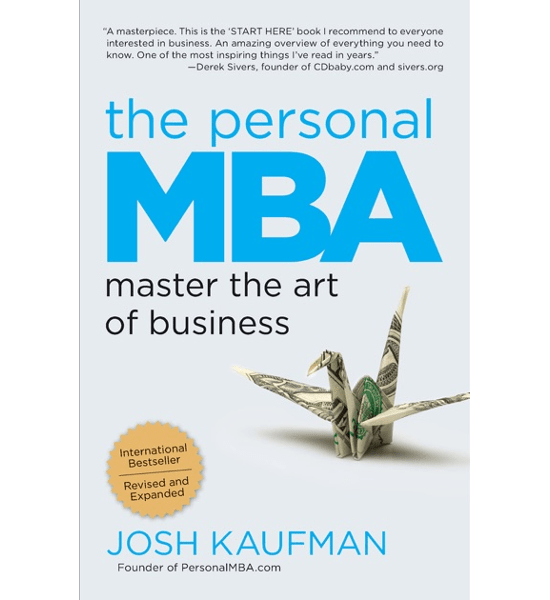 “A masterpiece. This is the ‘START HERE’ book I recommend to everyone
interested in business. An amazing overview of everything you need to
know. One of the most inspiring things I’ve read in years.”
—Derek Sivers, founder of CDbaby.com and sivers.org
the personal
MBA
master the art
of business
International
Bestseller
Revised and
Expanded
JOSH KAUFMAN
Founder of PersonalMBA.com